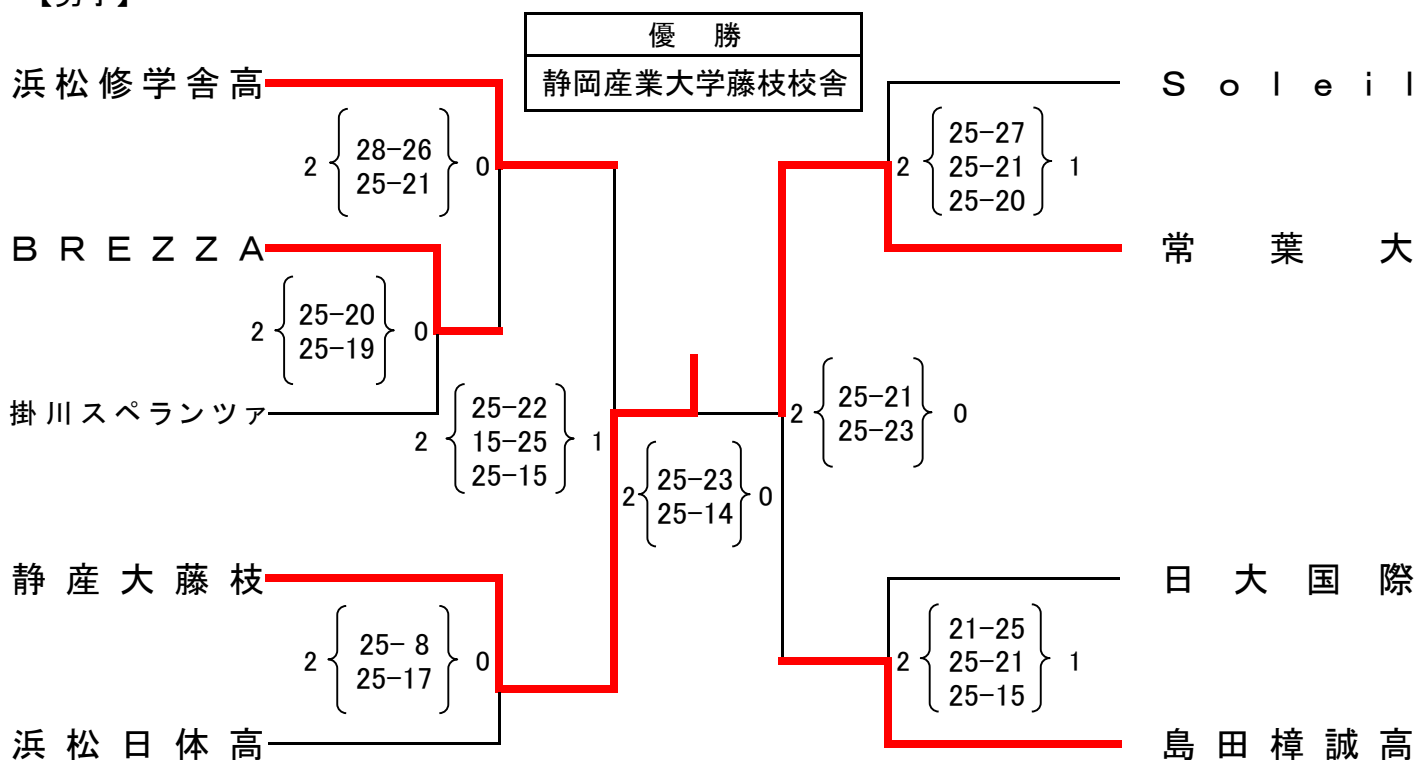 【男子】
優 勝
静岡産業大学藤枝校舎
浜松修学舎高
2 28-26 0
25-21
BREZZA
2 25-20 0
25-19
掛川スペランツァ
25-22
2 15-25 1
25-15
静産大藤枝
2 25- 8 0
25-17
浜松日体高
2 25-23 0
25-14
Soleil
25-27
2 25-21 1
25-20
常葉大
2 25-21 0
25-23
日大国際
21-25
2 25-21 1
25-15
島田樟誠高